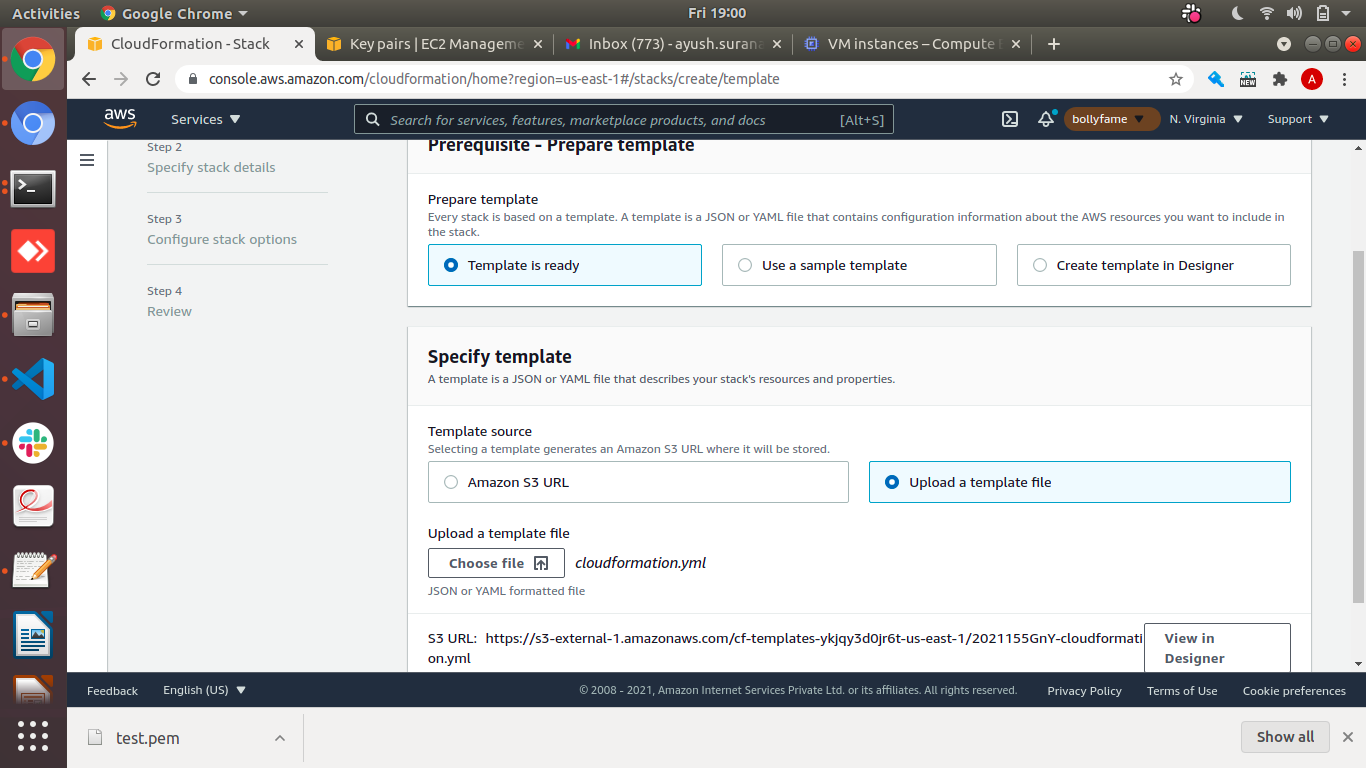 Activities
Google Chrome
Fri 19:00
CloudFormation - Stack
Key pairs | EC2 Manageme
Inbox (773) - ayush.surana
VM instances – Compute E
console.aws.amazon.com/cloudformation/home?region=us-east-1#/stacks/create/template
NEW
A
aws
Services
Search for services, features, marketplace products, and docs
[Alt+S]
bollyfame
N. Virginia
Support
Step 2
Specify stack details
Step 3
Configure stack options
Step 4
Review
Prerequisite - Prepare template
Prepare template
Every stack is based on a template. A template is a JSON or YAML file that contains configuration information about the AWS resources you want to include in
the stack.
Template is ready
Use a sample template
Create template in Designer
Specify template
A template is a JSON or YAML file that describes your stack's resources and properties.
Template source
Selecting a template generates an Amazon S3 URL where it will be stored.
Amazon S3 URL
Upload a template file
Upload a template file
Choose file
cloudformation.yml
JSON or YAML formatted file
S3 URL: https://s3-external-1.amazonaws.com/cf-templates-ykjqy3d0jr6t-us-east-1/2021155GnY-cloudformati
on.yml
View in
Designer
Feedback
English (US)
© 2008 - 2021, Amazon Internet Services Private Ltd. or its affiliates. All rights reserved.
Privacy Policy
Terms of Use
Cookie preferences
test.pem
Show all